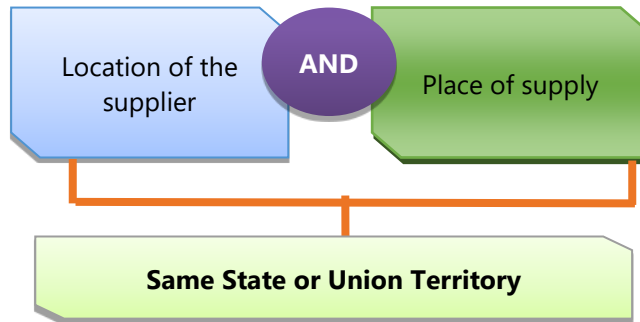 Location of the
supplier
AND
Place of supply
Same State or Union Territory